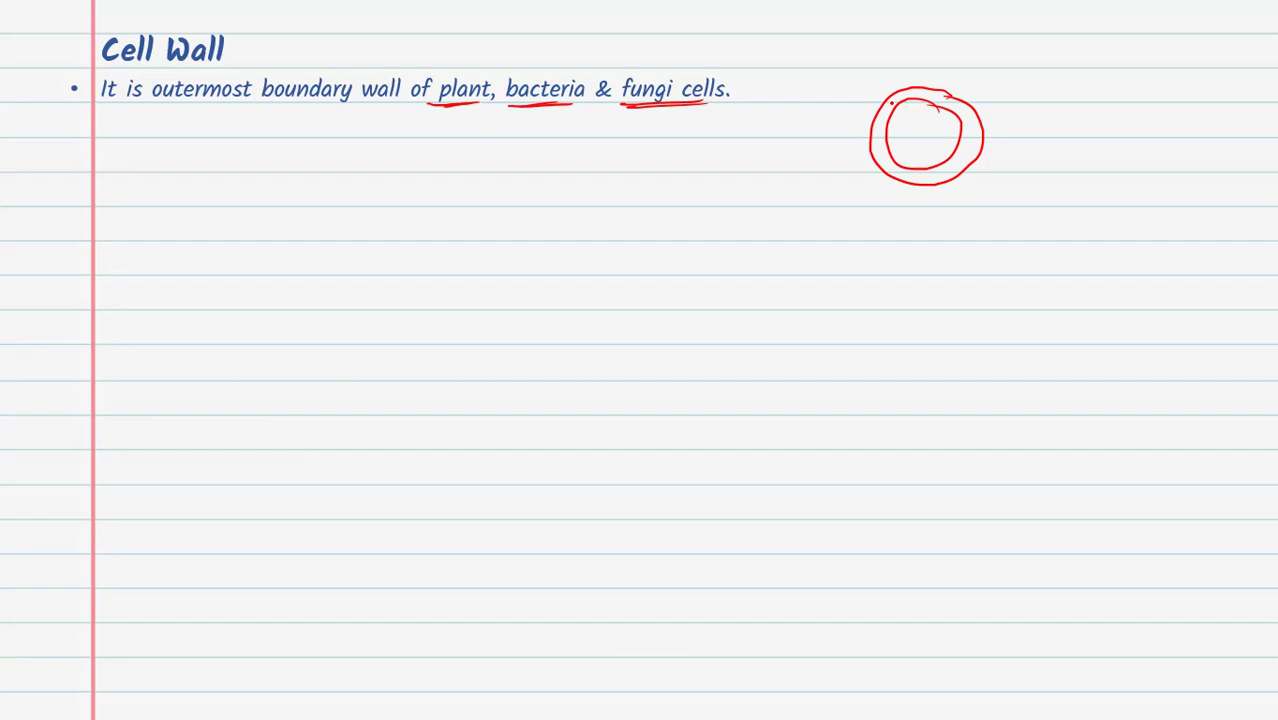 Cell Wall
• It is outermost boundary wall of plant, bacteria & fungi cells.